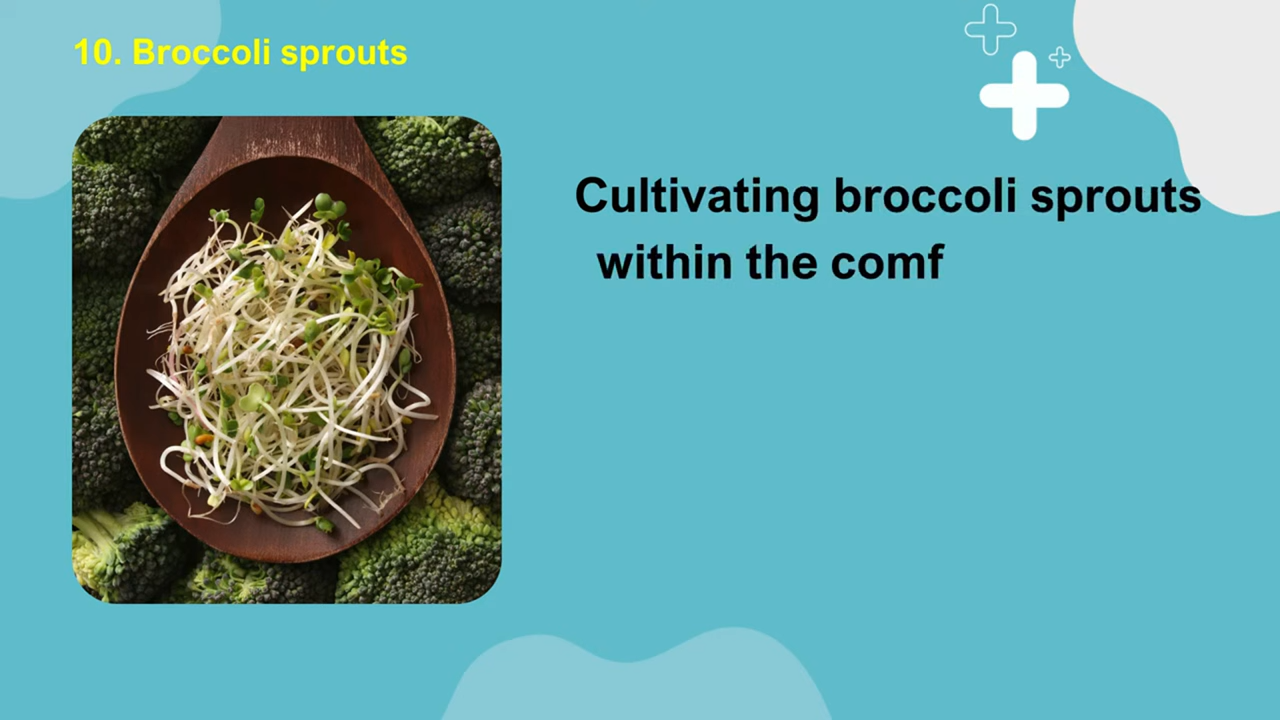 10. Broccoli sprouts
Cultivating broccoli sprouts
within the comf